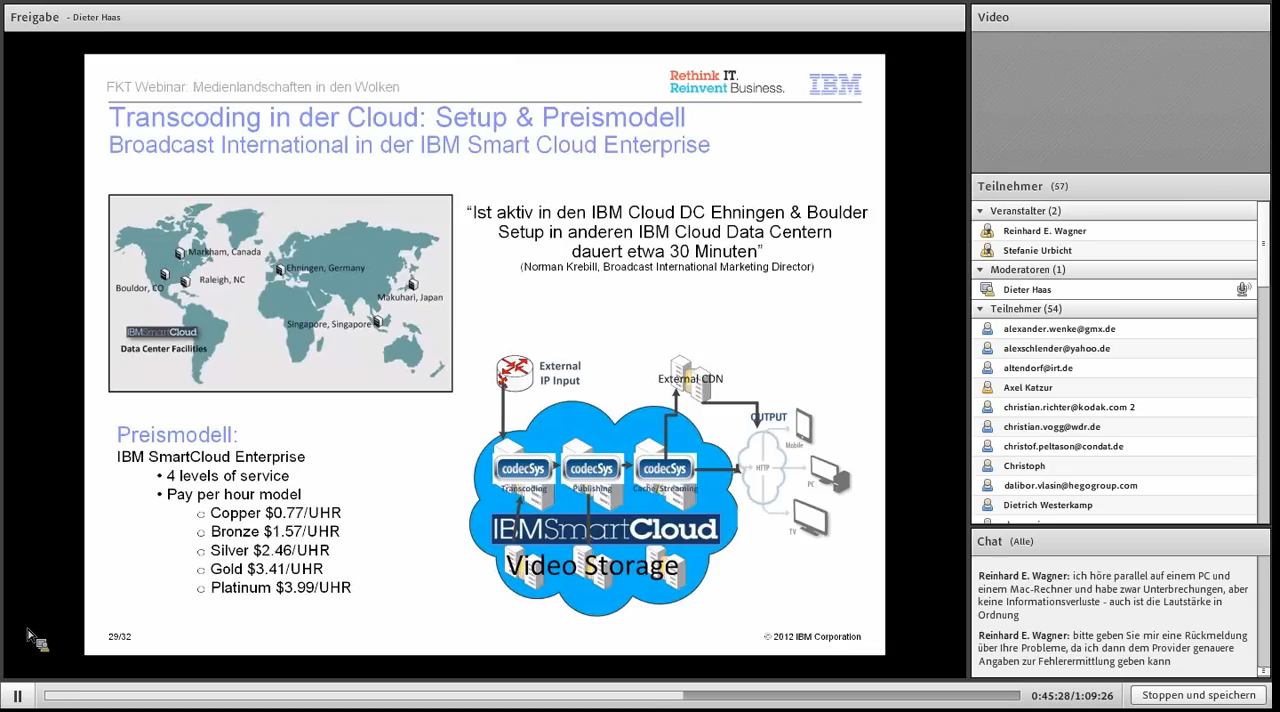 Freigabe - Dieter Haas
FKT Webinar: Medienlandschaften in den Wolken
Rethink IT.
Reinvent Business.
IBM
Transcoding in der Cloud: Setup & Preismodell
Broadcast International in der IBM Smart Cloud Enterprise
Markham, Canada
Ehningen, Germany
Raleigh, NC
Bouldor, CO
Makuhari, Japan
Singapore, Singapore
IBMSmartCloud
Data Center Facilities
“Ist aktiv in den IBM Cloud DC Ehningen & Boulder
Setup in anderen IBM Cloud Data Centern
dauert etwa 30 Minuten”
(Norman Krebill, Broadcast International Marketing Director)
External
IP Input
External CDN
OUTPUT
Mobile
HTTP
PC
TV
codecSys
codecSys
codecSys
Transcoding
Publishing
Cache/Streaming
IBMSmartCloud
Video Storage
Preismodell:
IBM SmartCloud Enterprise
• 4 levels of service
• Pay per hour model
o Copper $0.77/UHR
o Bronze $1.57/UHR
o Silver $2.46/UHR
o Gold $3.41/UHR
o Platinum $3.99/UHR
29/32
© 2012 IBM Corporation
Video
Teilnehmer (57)
Veranstalter (2)
Reinhard E. Wagner
Stefanie Urbicht
Moderatoren (1)
Dieter Haas
Teilnehmer (54)
alexander.wenke@gmx.de
alexschlender@yahoo.de
altendorf@irt.de
Axel Katzur
christian.richter@kodak.com 2
christian.vogg@wdr.de
christof.peltason@condat.de
Christoph
dalibor.vlasin@hegogroup.com
Dietrich Westerkamp
Chat (Alle)
Reinhard E. Wagner: ich höre parallel auf einem PC und
einem Mac-Rechner und habe zwar Unterbrechungen, aber
keine Informationsverluste - auch ist die Lautstärke in
Ordnung
Reinhard E. Wagner: bitte geben Sie mir eine Rückmeldung
über Ihre Probleme, da ich dann dem Provider genauere
Angaben zur Fehlerermittlung geben kann
0:45:28/1:09:26
Stoppen und speichern